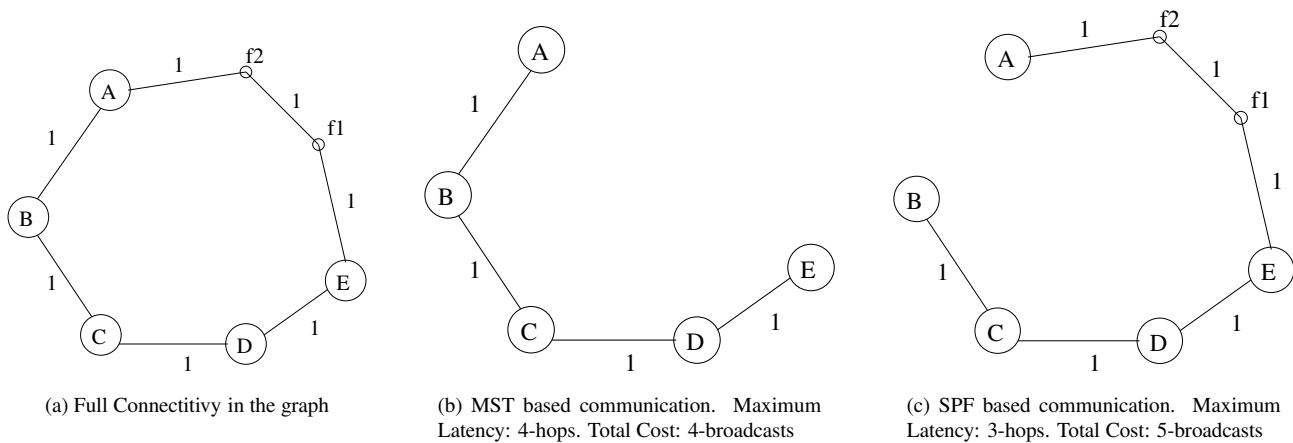 A
1
f2
1
f1
1
B
1
E
1
C
1
D
1
(a) Full Connectitivy in the graph
A
1
B
1
E
C
1
D
1
(b) MST based communication. Maximum
Latency: 4-hops. Total Cost: 4-broadcasts
A
1
f2
1
f1
B
1
1
E
C
1
D
1
(c) SPF based communication. Maximum
Latency: 3-hops. Total Cost: 5-broadcasts